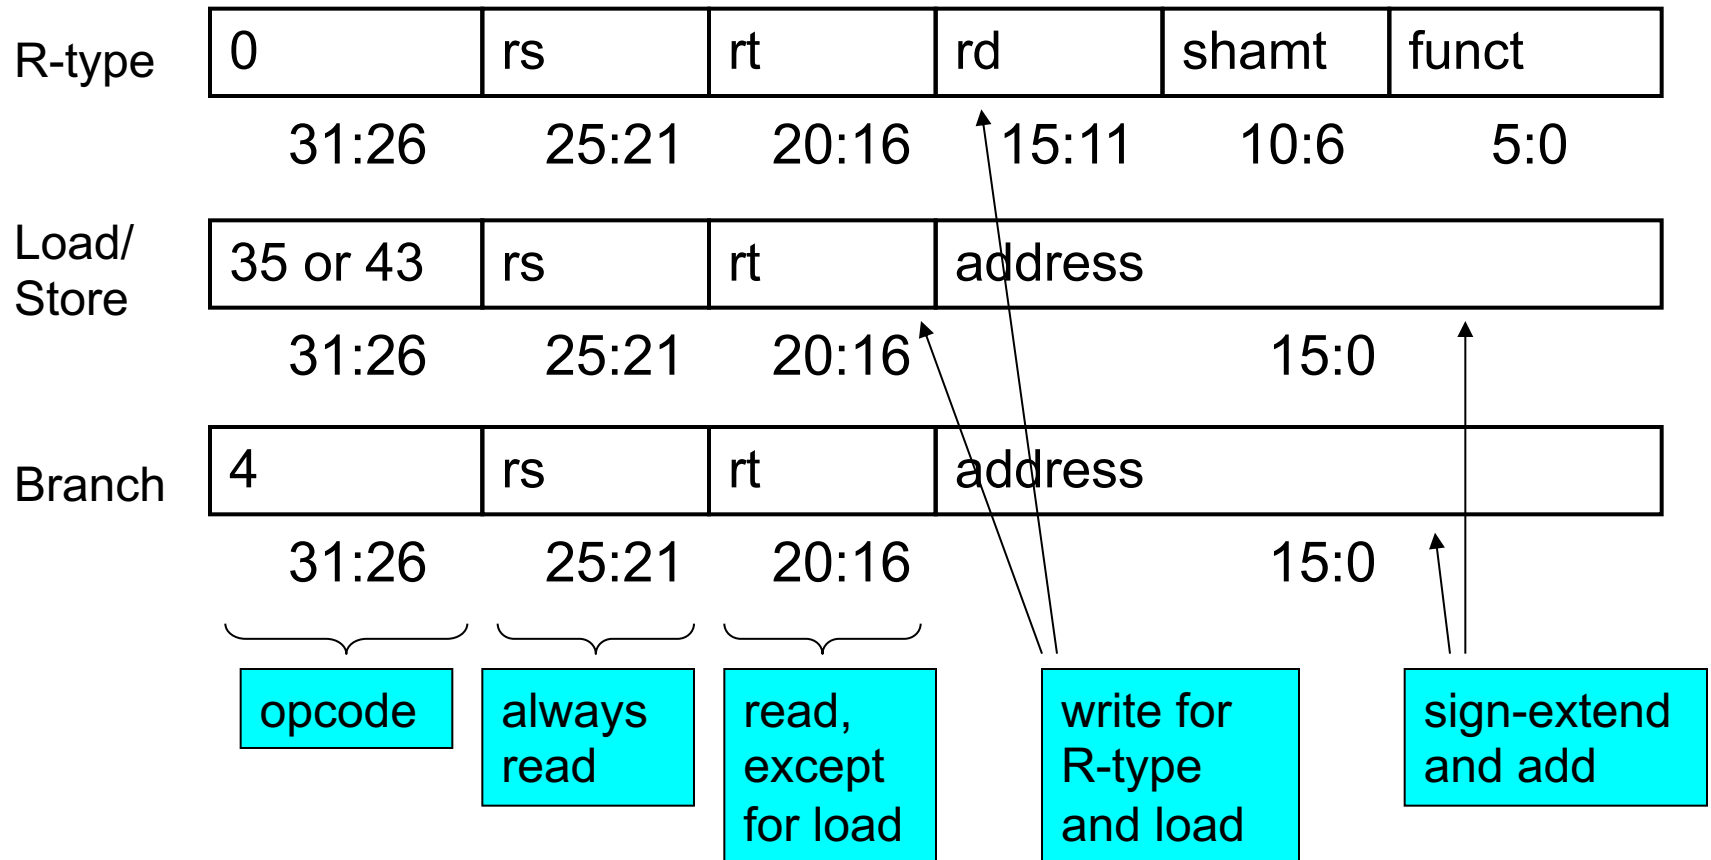 R-type 0 rs rt rd shamt funct
31:26 25:21 20:16 15:11 10:6 5:0
Load/
Store
35 or 43 rs rt address
31:26 25:21 20:16 15:0
Branch 4 rs rt address
31:26 25:21 20:16 15:0
opcode
always
read
read,
except
for load
write for
R-type
and load
sign-extend
and add